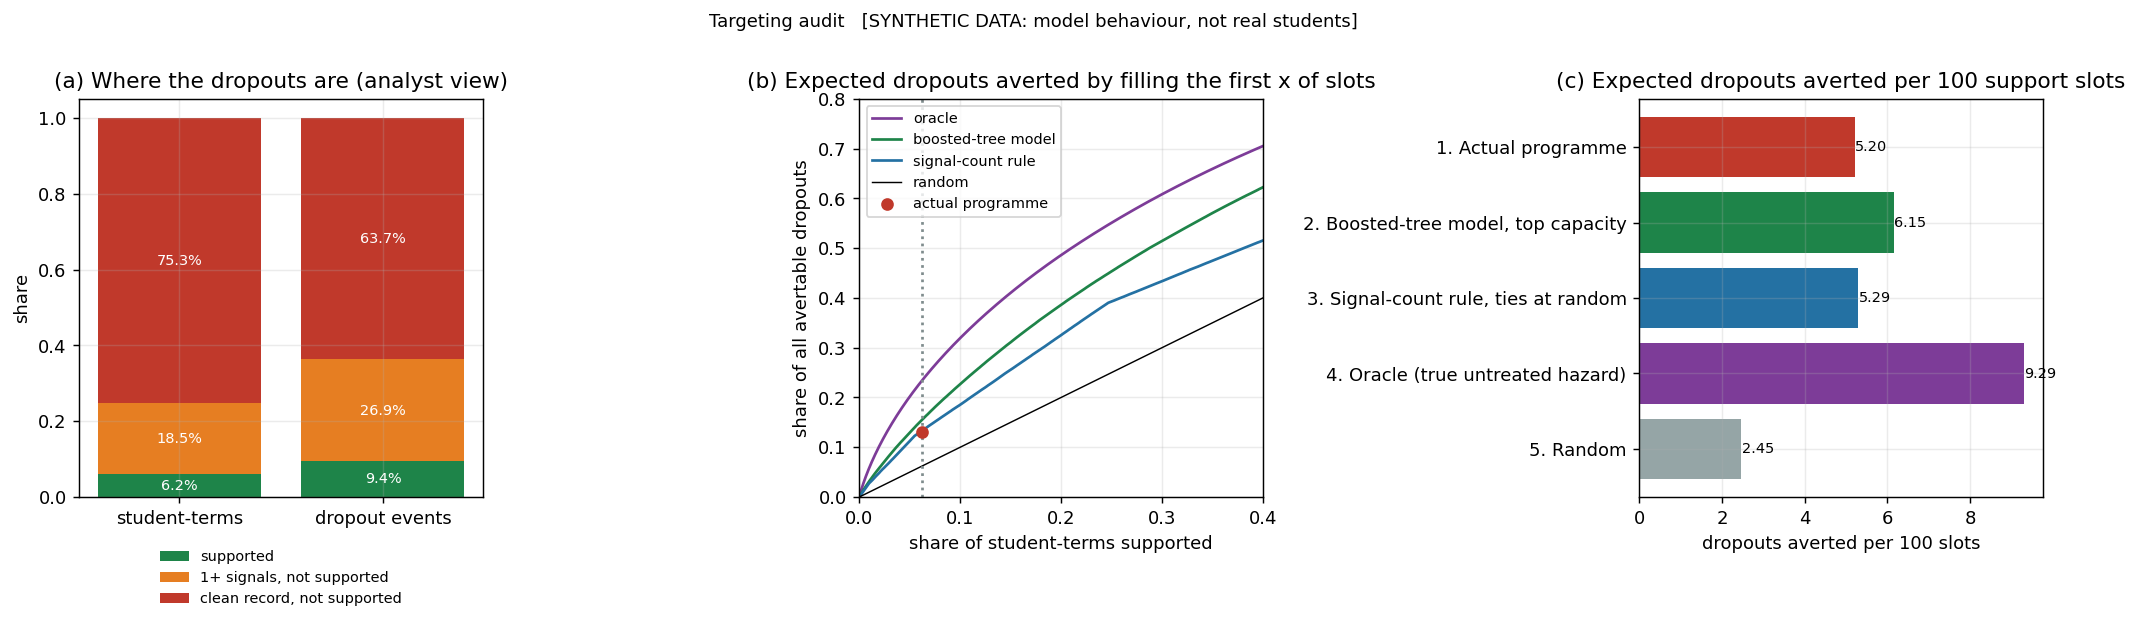 Targeting audit   [SYNTHETIC DATA: model behaviour, not real students]
(a) Where the dropouts are (analyst view)
share
1.0
0.8
0.6
0.4
0.2
0.0
75.3%
18.5%
6.2%
63.7%
26.9%
9.4%
student-terms
dropout events
supported
1+ signals, not supported
clean record, not supported
(b) Expected dropouts averted by filling the first x of slots
share of all avertable dropouts
0.8
0.7
0.6
0.5
0.4
0.3
0.2
0.1
0.0
oracle
boosted-tree model
signal-count rule
random
actual programme
0.0
0.1
0.2
0.3
0.4
share of student-terms supported
(c) Expected dropouts averted per 100 support slots
1. Actual programme
5.20
2. Boosted-tree model, top capacity
6.15
3. Signal-count rule, ties at random
5.29
4. Oracle (true untreated hazard)
9.29
5. Random
2.45
0
2
4
6
8
dropouts averted per 100 slots